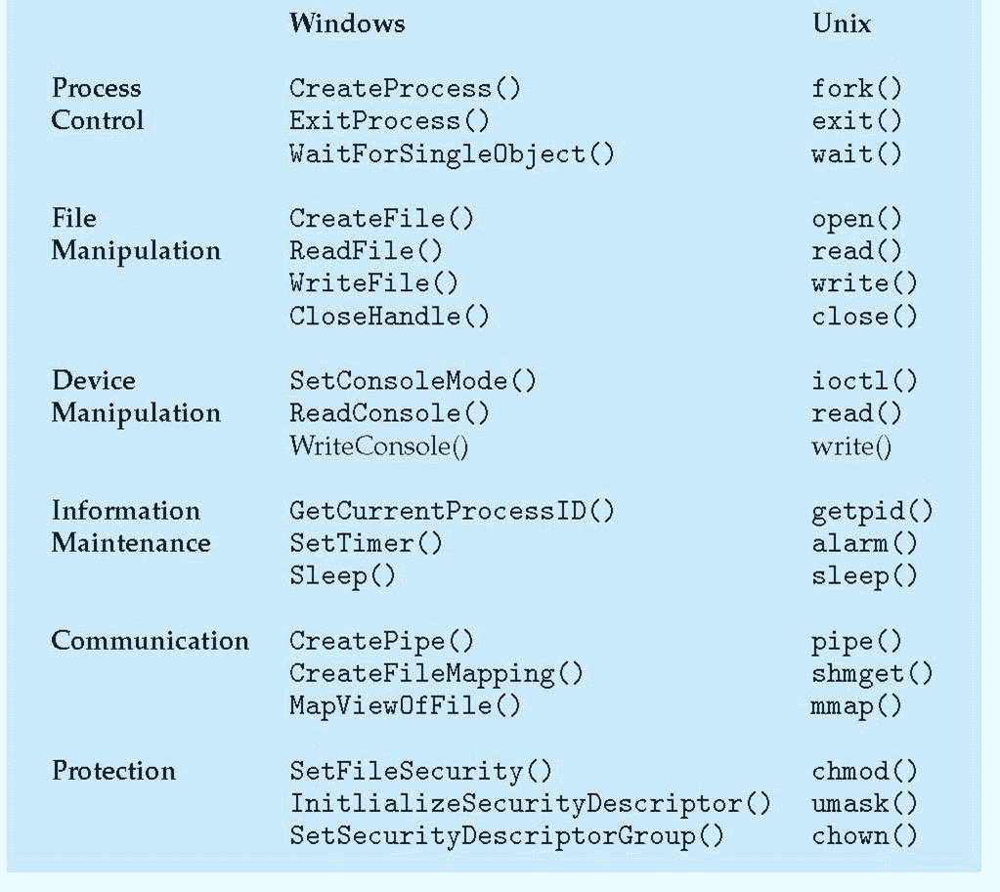 Windows Unix
Process CreateProcess() fork()
Control ExitProcess() exit()
WaitForSingleObject() wait()
File CreateFile() open()
Manipulation ReadFile() read()
WriteFile() write()
CloseHandle() close()
Device SetConsoleMode() ioctl()
Manipulation ReadConsole() read()
WriteConsole() write()
Information GetCurrentProcessID() getpid()
Maintenance SetTimer() alarm()
Sleep() sleep()
Communication CreatePipe() pipe()
CreateFileMapping() shmget()
MapViewOfFile() mmap()
Protection SetFileSecurity() chmod()
InitlializeSecurityDescriptor() umask()
SetSecurityDescriptorGroup() chown()